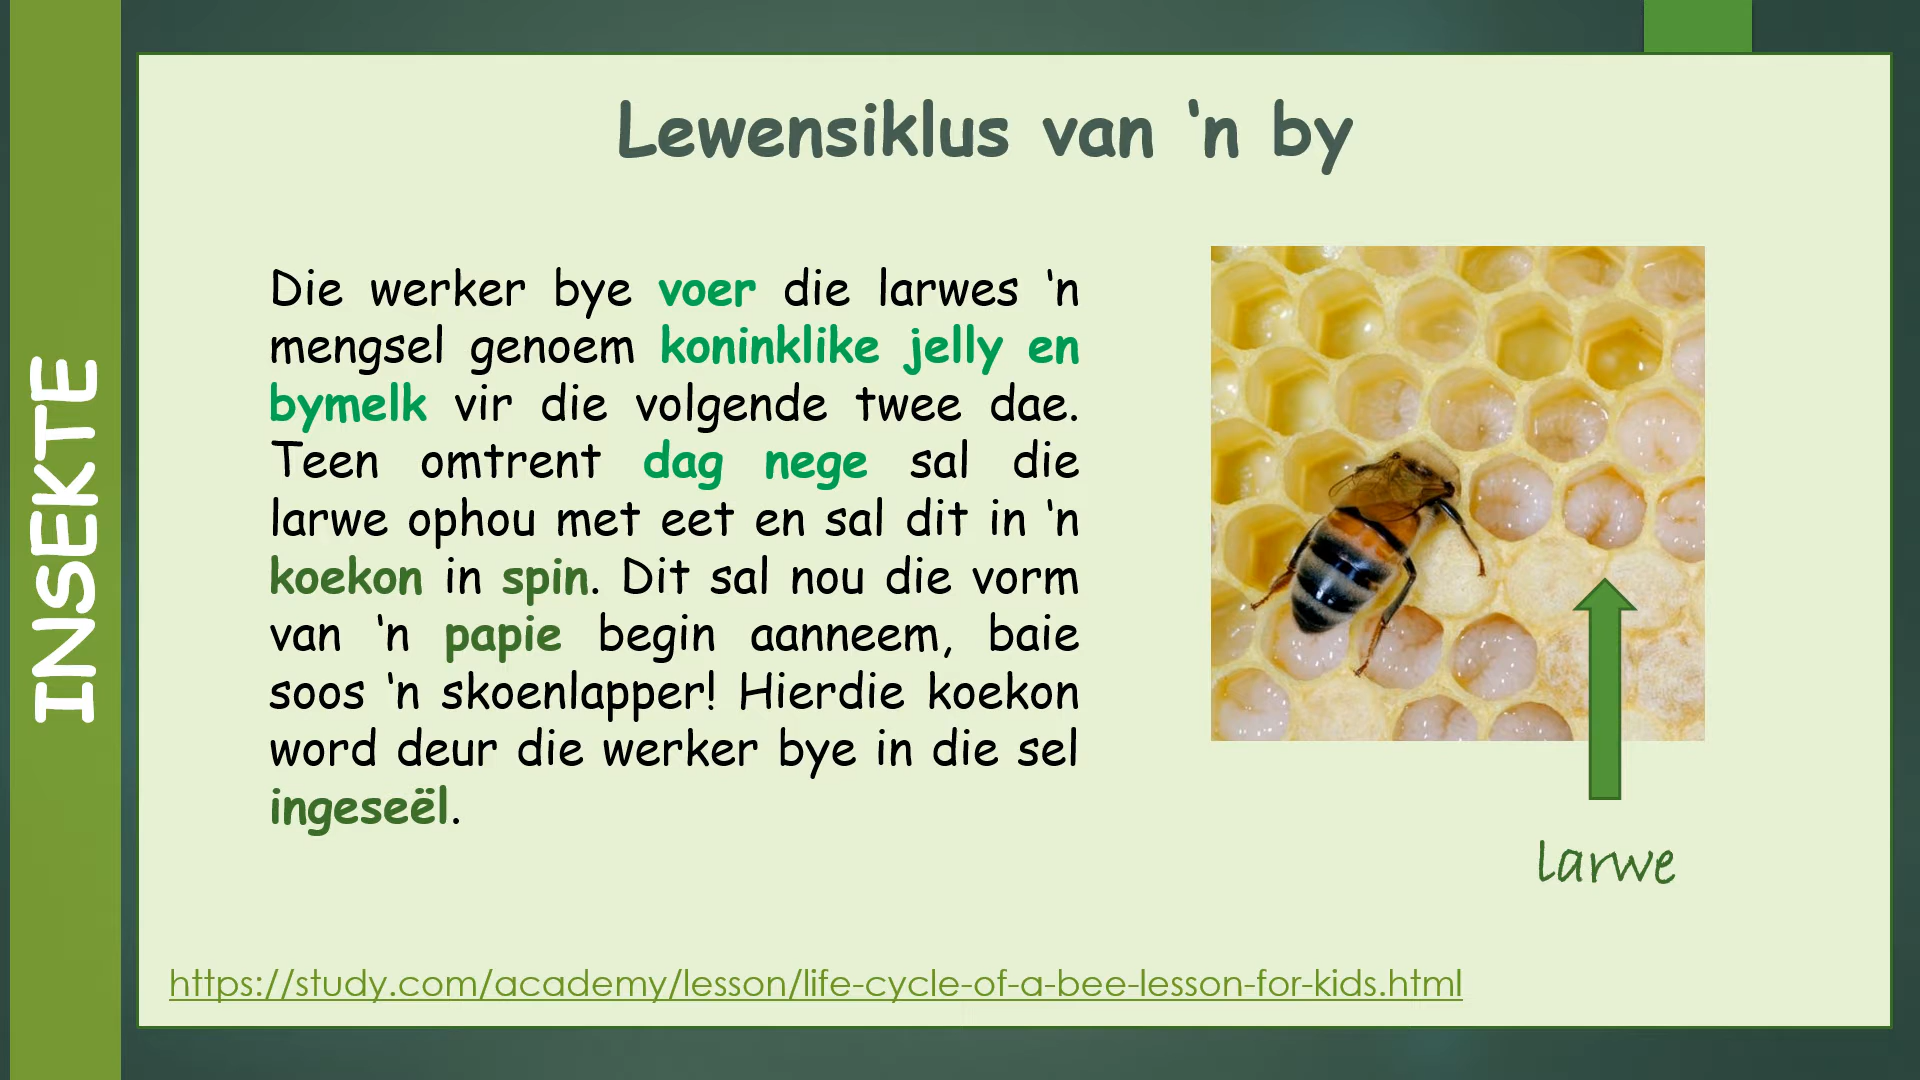 INSEKTE
Lewensiklus van ‘n by
Die werker bye voer die larwes ‘n
mengsel genoem koninklike jelly en
bymelk vir die volgende twee dae.
Teen omtrent dag nege sal die
larwe ophou met eet en sal dit in ‘n
koekon in spin. Dit sal nou die vorm
van ‘n papie begin aanneem, baie
soos ‘n skoenlapper! Hierdie koekon
word deur die werker bye in die sel
ingeseël.
larwe
https://study.com/academy/lesson/life-cycle-of-a-bee-lesson-for-kids.html